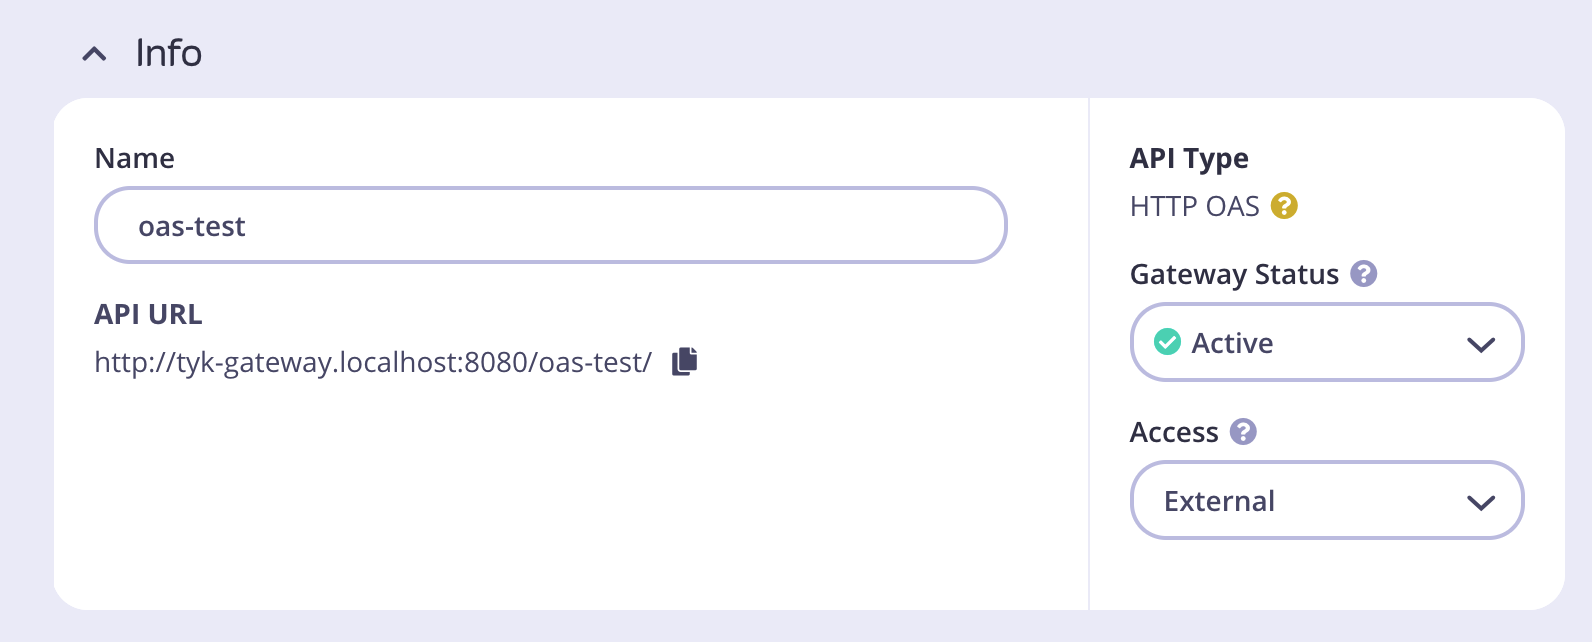 Info
Name
oas-test
API URL
http://tyk-gateway.localhost:8080/oas-test/
API Type
HTTP OAS ?
Gateway Status ?
Active
Access ?
External